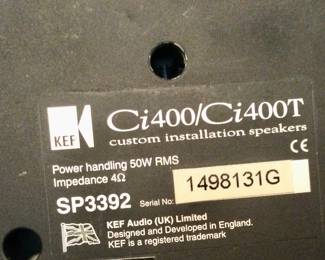 KEF
Ci400/Ci400T
custom installation speakers
Power handling 50W RMS
Impedance 4Ω
CE
SP3392 Serial No: 1498131G
KEF Audio (UK) Limited
Designed and Developed in England.
KEF is a registered trademark